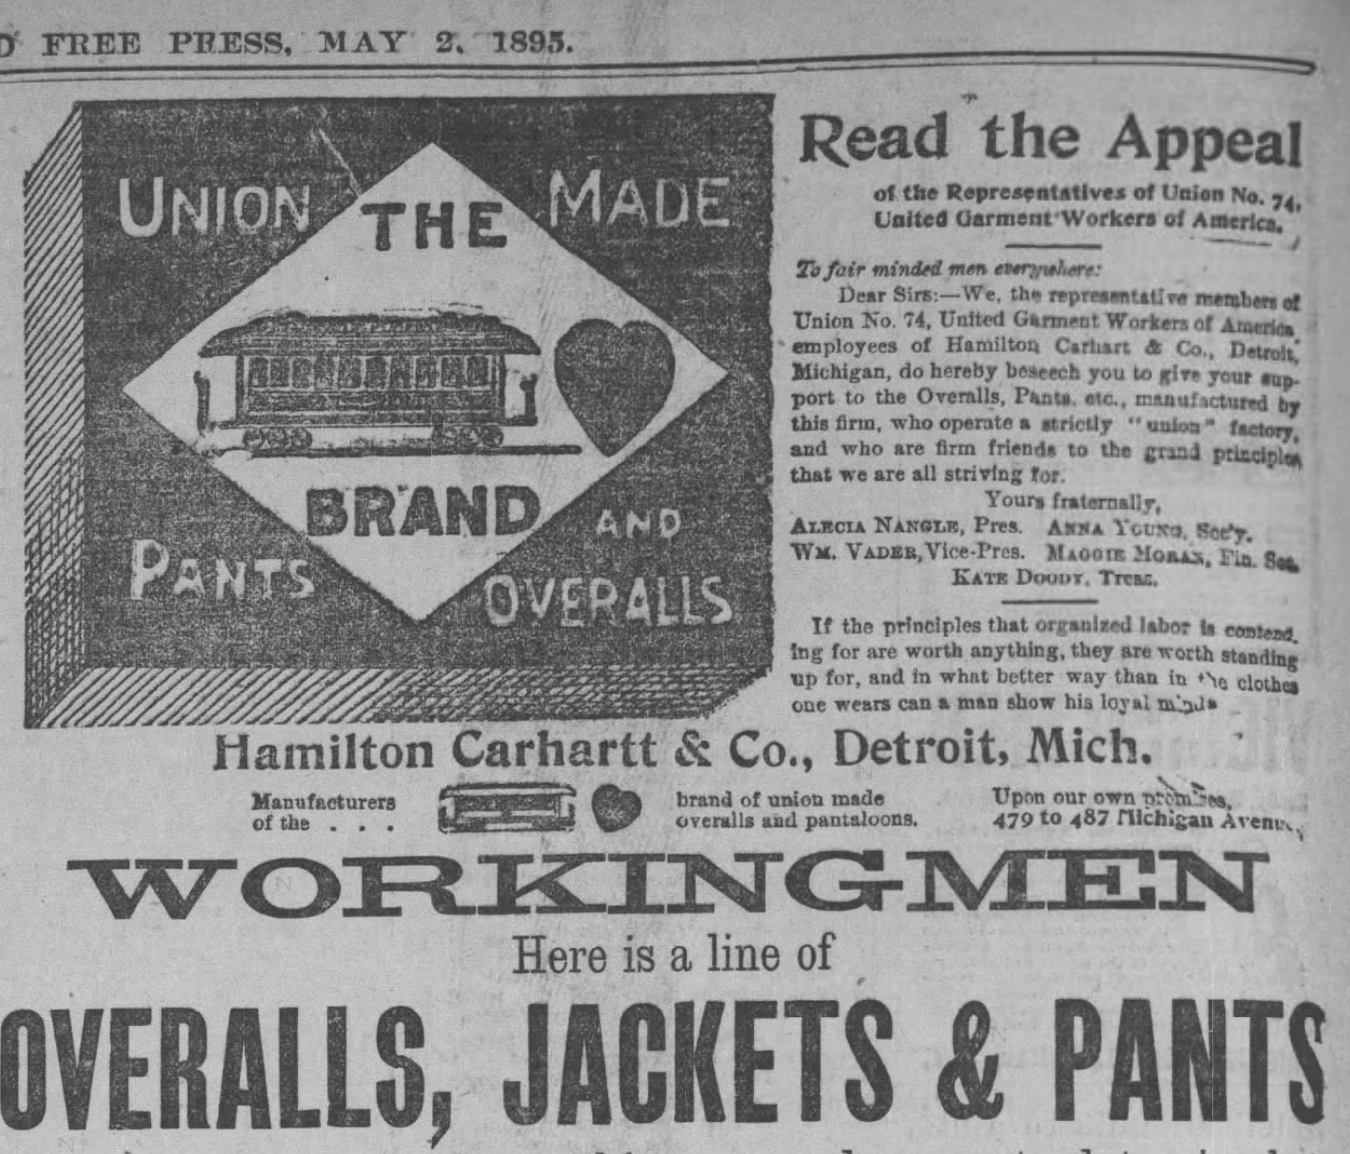 FREE PRESS, MAY 2, 1895.
UNION MADE
THE
BRAND
PANTS AND
OVERALLS
Read the Appeal
of the Representatives of Union No. 74,
United Garment Workers of America.
To fair minded men everywhere:
Dear Sirs:—We, the representative members of
Union No. 74, United Garment Workers of America
employees of Hamilton Carhart & Co., Detroit,
Michigan, do hereby beseech you to give your sup-
port to the Overalls, Pants, etc., manufactured by
this firm, who operate a strictly "union" factory,
and who are firm friends to the grand principles
that we are all striving for.
Yours fraternally,
ALECIA NANGLE, Pres. ANNA YOUNG, Sec'y.
WM. VADER, Vice-Pres. MAGGIE MORAN, Fin. Sec.
KATE DOODY, Treas.
If the principles that organized labor is contend-
ing for are worth anything, they are worth standing
up for, and in what better way than in the clothes
one wears can a man show his loyal
Hamilton Carhartt & Co., Detroit, Mich.
Manufacturers
of the . . .
brand of union made
overalls and pantaloons.
Upon our own
479 to 487 Michigan Avenue,
WORKINGMEN
Here is a line of
OVERALLS, JACKETS & PANTS